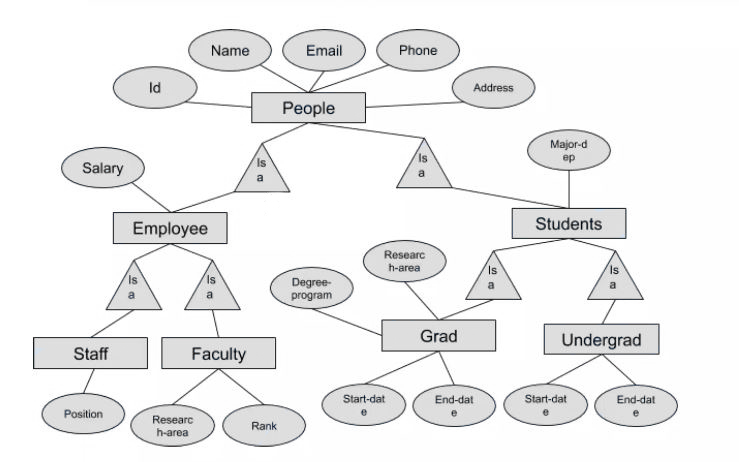 Name
Email
Phone
Id
Address
People
Is
a
Is
a
Major-d
ep
Salary
Employee
Students
Is
a
Is
a
Degree-
program
Researc
h-area
Is
a
Is
a
Staff
Faculty
Grad
Undergrad
Position
Researc
h-area
Rank
Start-dat
e
End-dat
e
Start-dat
e
End-dat
e